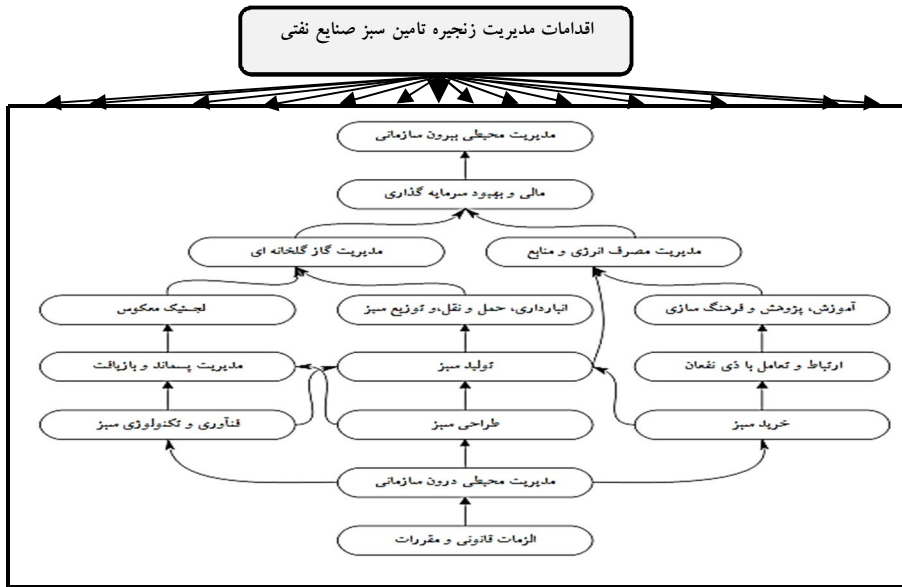 اقدامات مدیریت زنجیره تامین سبز صنایع نفتی
مدیریت محیطی بیرون سازمانی
مالی و بهبود سرمایه گذاری
مدیریت مصرف انرژی و منابع
مدیریت گاز گلخانه ای
آموزش، پژوهش و فرهنگ سازی
انبارداری، حمل و نقل،و توزیع سبز
لجستیک معکوس
ارتباط و تعامل با ذی نفعان
تولید سبز
مدیریت پسماند و بازیافت
خرید سبز
طراحی سبز
فنآوری و تکنولوژی سبز
مدیریت محیطی درون سازمانی
الزمات قانونی و مقررات